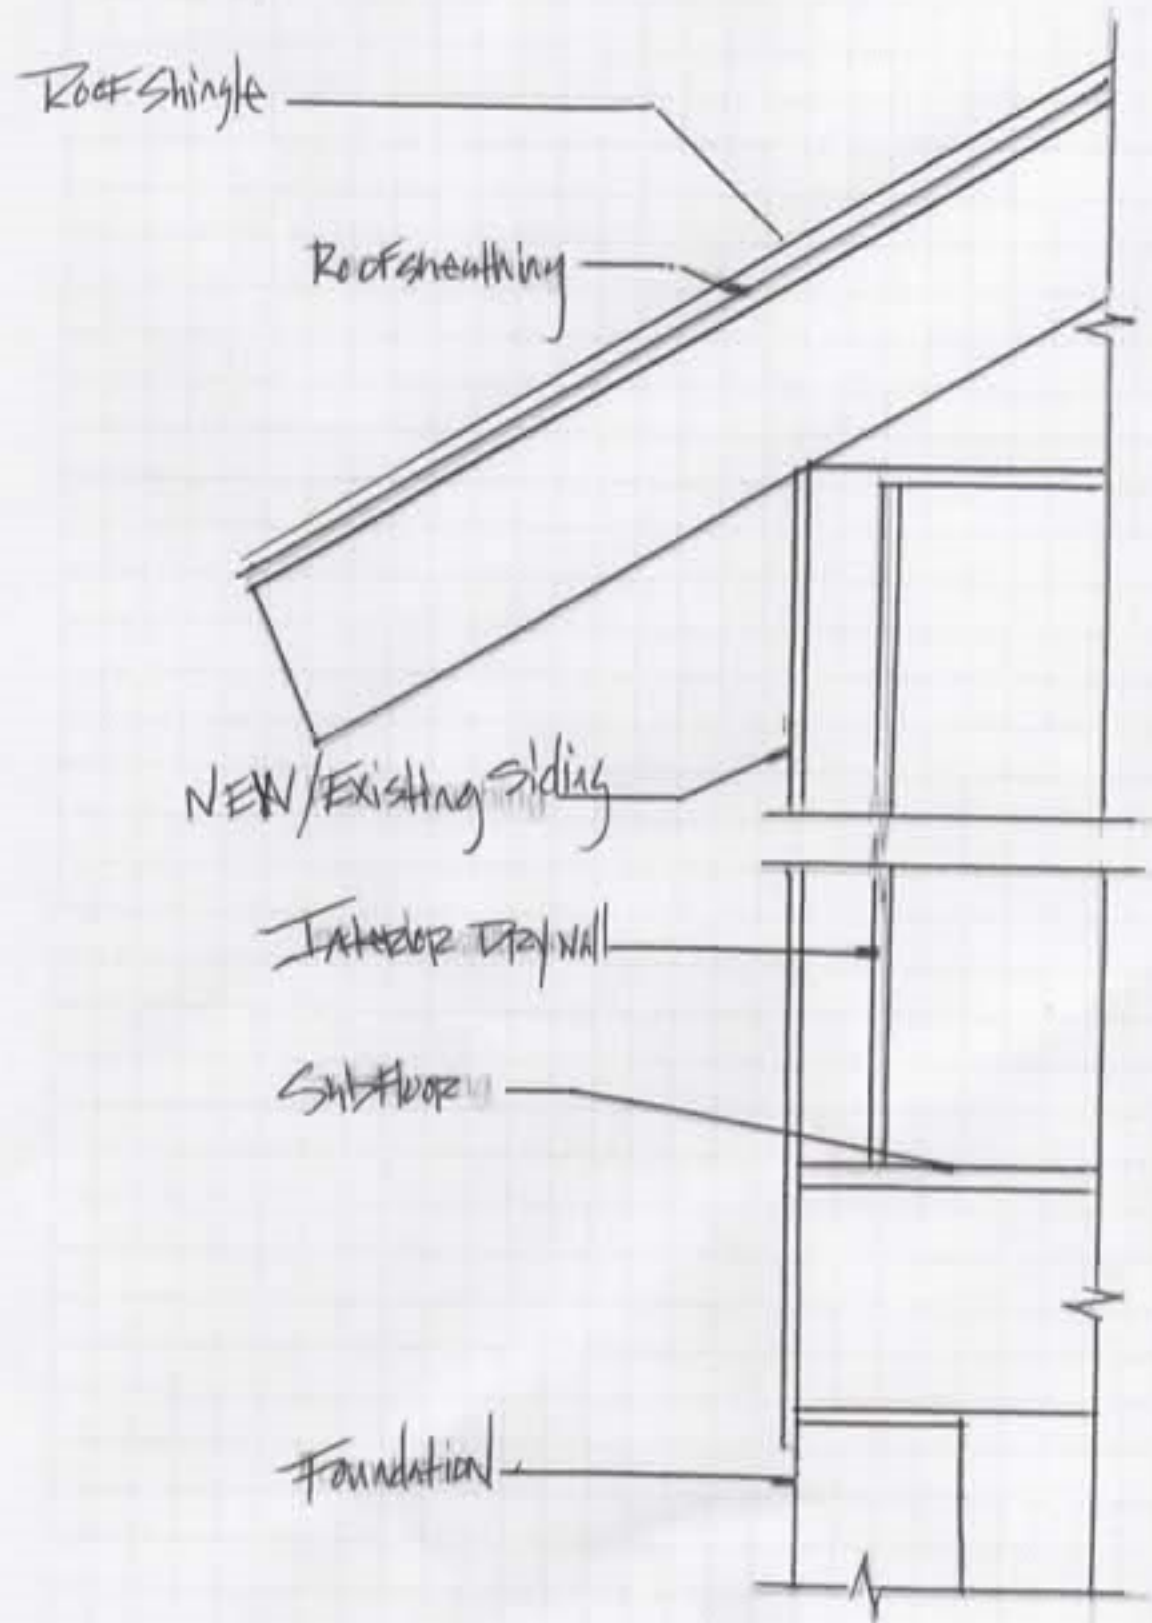 Roof Shingle
Roof sheathing
NEW/Existing Siding
Interior Drywall
Subfloor
Foundation